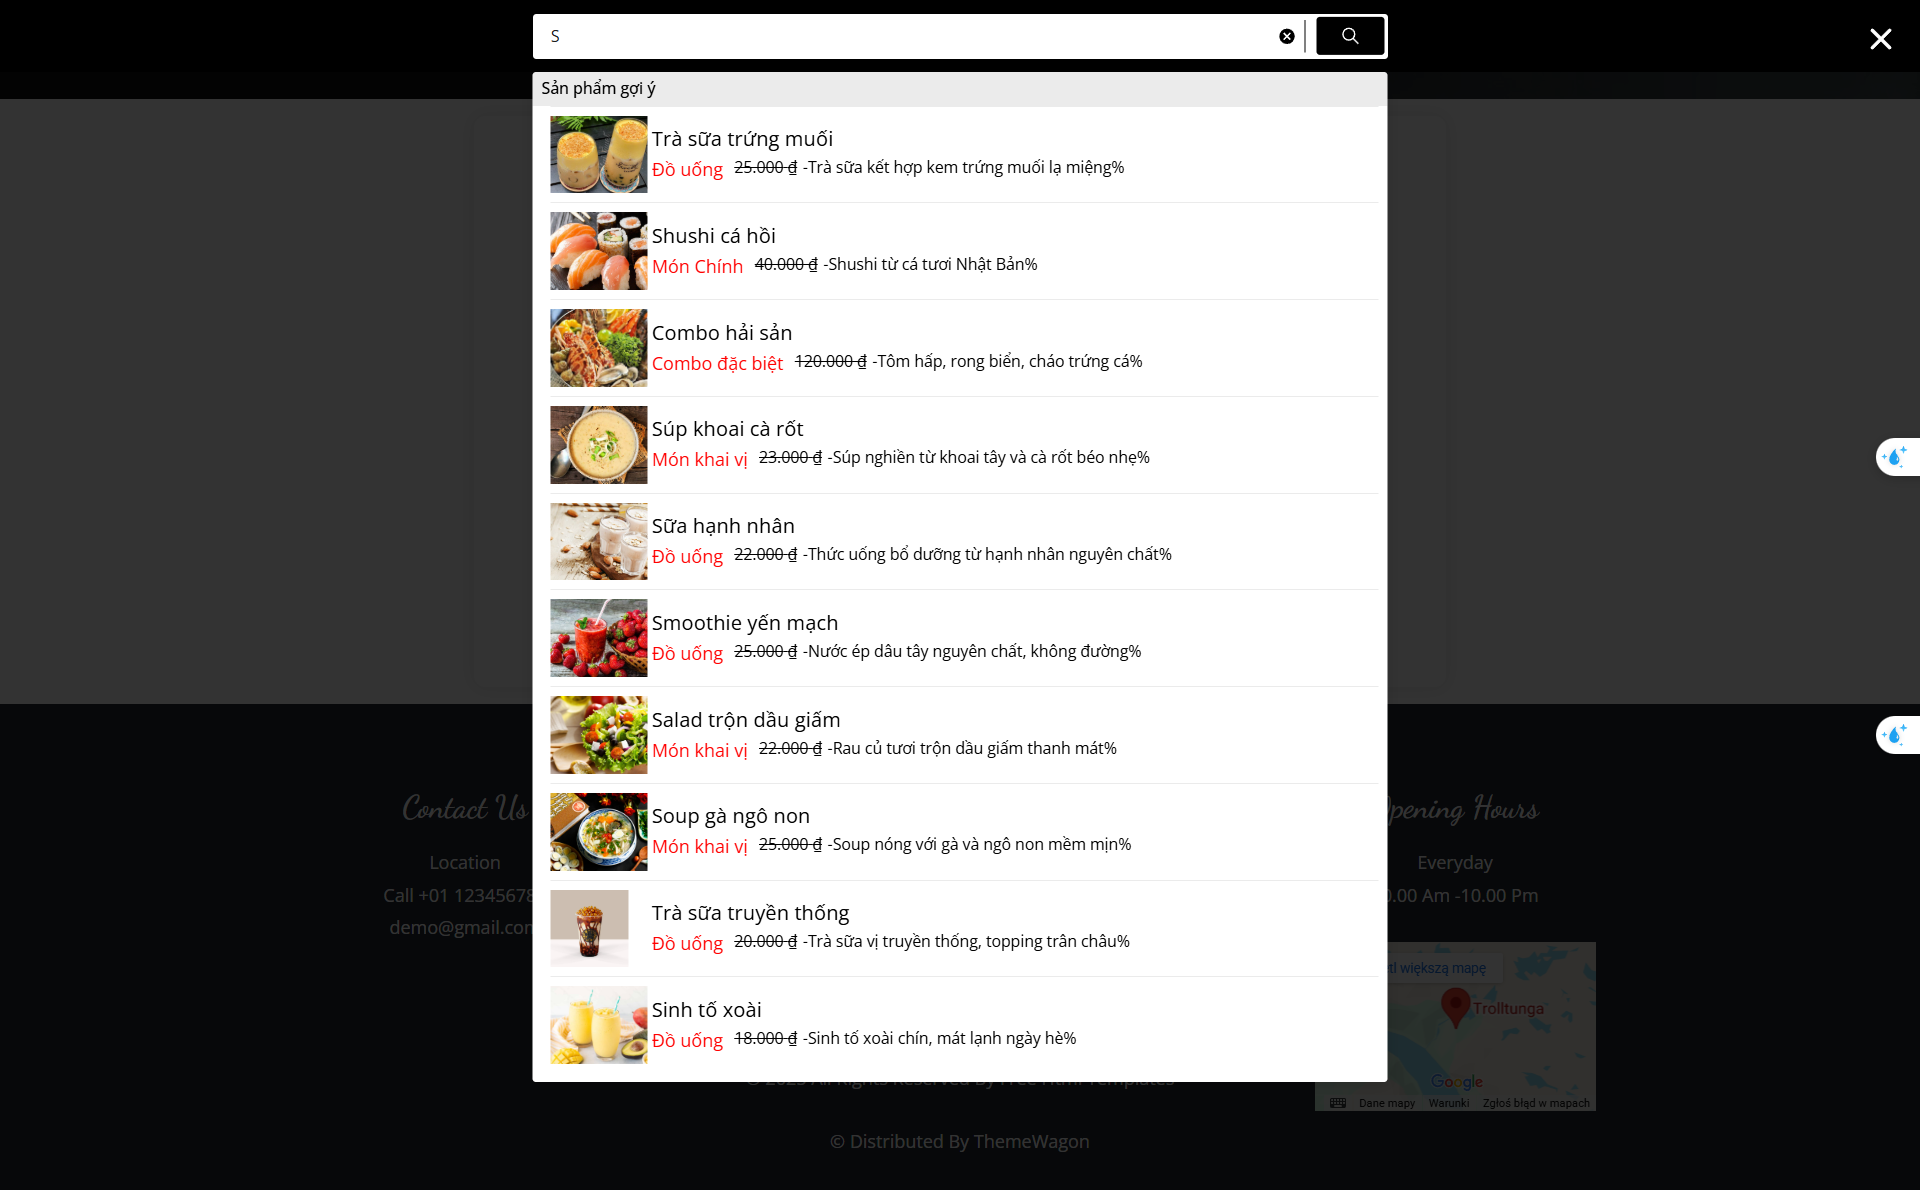 S
Sản phẩm gợi ý
Trà sữa trứng muối
Đồ uống 25.000 ₫ -Trà sữa kết hợp kem trứng muối lạ miệng%
Shushi cá hồi
Món Chính 40.000 ₫ -Shushi từ cá tươi Nhật Bản%
Combo hải sản
Combo đặc biệt 120.000 ₫ -Tôm hấp, rong biển, cháo trứng cá%
Súp khoai cà rốt
Món khai vị 23.000 ₫ -Súp nghiền từ khoai tây và cà rốt béo nhẹ%
Sữa hạnh nhân
Đồ uống 22.000 ₫ -Thức uống bổ dưỡng từ hạnh nhân nguyên chất%
Smoothie yến mạch
Đồ uống 25.000 ₫ -Nước ép dâu tây nguyên chất, không đường%
Salad trộn dầu giấm
Món khai vị 22.000 ₫ -Rau củ tươi trộn dầu giấm thanh mát%
Soup gà ngô non
Món khai vị 25.000 ₫ -Soup nóng với gà và ngô non mềm mịn%
Trà sữa truyền thống
Đồ uống 20.000 ₫ -Trà sữa vị truyền thống, topping trân châu%
Sinh tố xoài
Đồ uống 18.000 ₫ -Sinh tố xoài chín, mát lạnh ngày hè%
Contact Us
Location
Call +01 12345678
demo@gmail.com
pening Hours
Everyday
0.00 Am -10.00 Pm
tl większą mapę
Trolltunga
Google
Dane mapy Warunki Zgłoś błąd w mapach
© Distributed By ThemeWagon